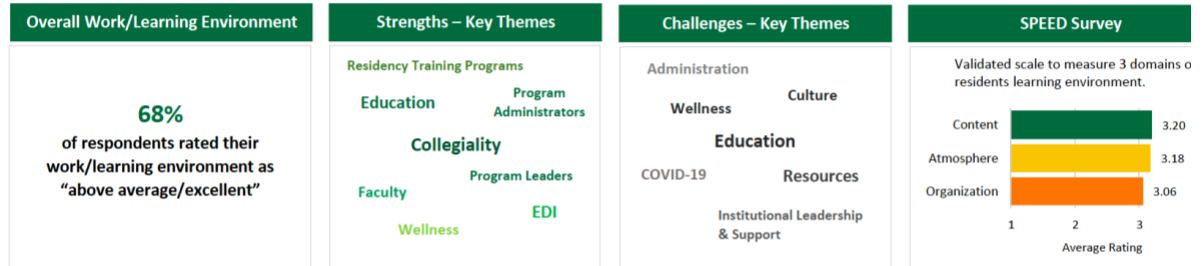 Overall Work/Learning Environment
68%
of respondents rated their
work/learning environment as
“above average/excellent”
Strengths – Key Themes
Residency Training Programs
Education
Program
Administrators
Collegiality
Program Leaders
Faculty
EDI
Wellness
Challenges – Key Themes
Administration
Culture
Wellness
Education
COVID-19
Resources
Institutional Leadership
& Support
SPEED Survey
Validated scale to measure 3 domains o
residents learning environment.
Content 3.20
Atmosphere 3.18
Organization 3.06
1 2 3
Average Rating